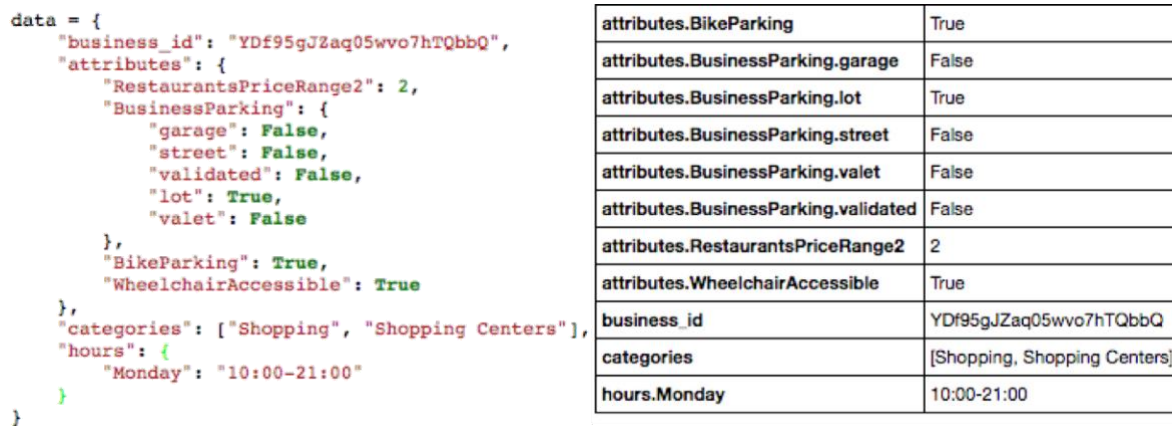 data = {
"business_id": "YDf95gJZaq05wvo7hTQbbQ",
"attributes": {
"RestaurantsPriceRange2": 2,
"BusinessParking": {
"garage": False,
"street": False,
"validated": False,
"lot": True,
"valet": False
},
"BikeParking": True,
"WheelchairAccessible": True
},
"categories": ["Shopping", "Shopping Centers"],
"hours": {
"Monday": "10:00-21:00"
}
}
attributes.BikeParking True
attributes.BusinessParking.garage False
attributes.BusinessParking.lot True
attributes.BusinessParking.street False
attributes.BusinessParking.valet False
attributes.BusinessParking.validated False
attributes.RestaurantsPriceRange2 2
attributes.WheelchairAccessible True
business_id YDf95gJZaq05wvo7hTQbbQ
categories [Shopping, Shopping Centers]
hours.Monday 10:00-21:00